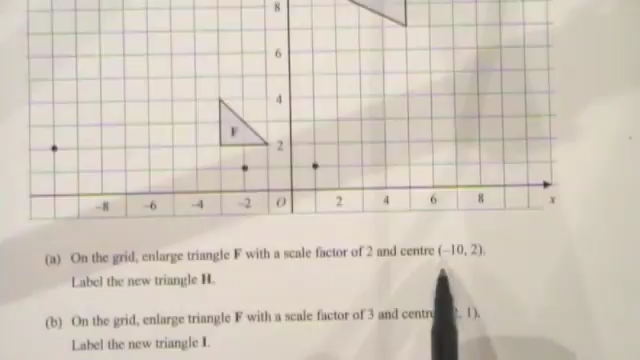 8
6
4
F
2
-8 -6 -4 -2 O 2 4 6 8 x
(a) On the grid, enlarge triangle F with a scale factor of 2 and centre (-10, 2).
Label the new triangle H.
(b) On the grid, enlarge triangle F with a scale factor of 3 and 1).
Label the new triangle I.